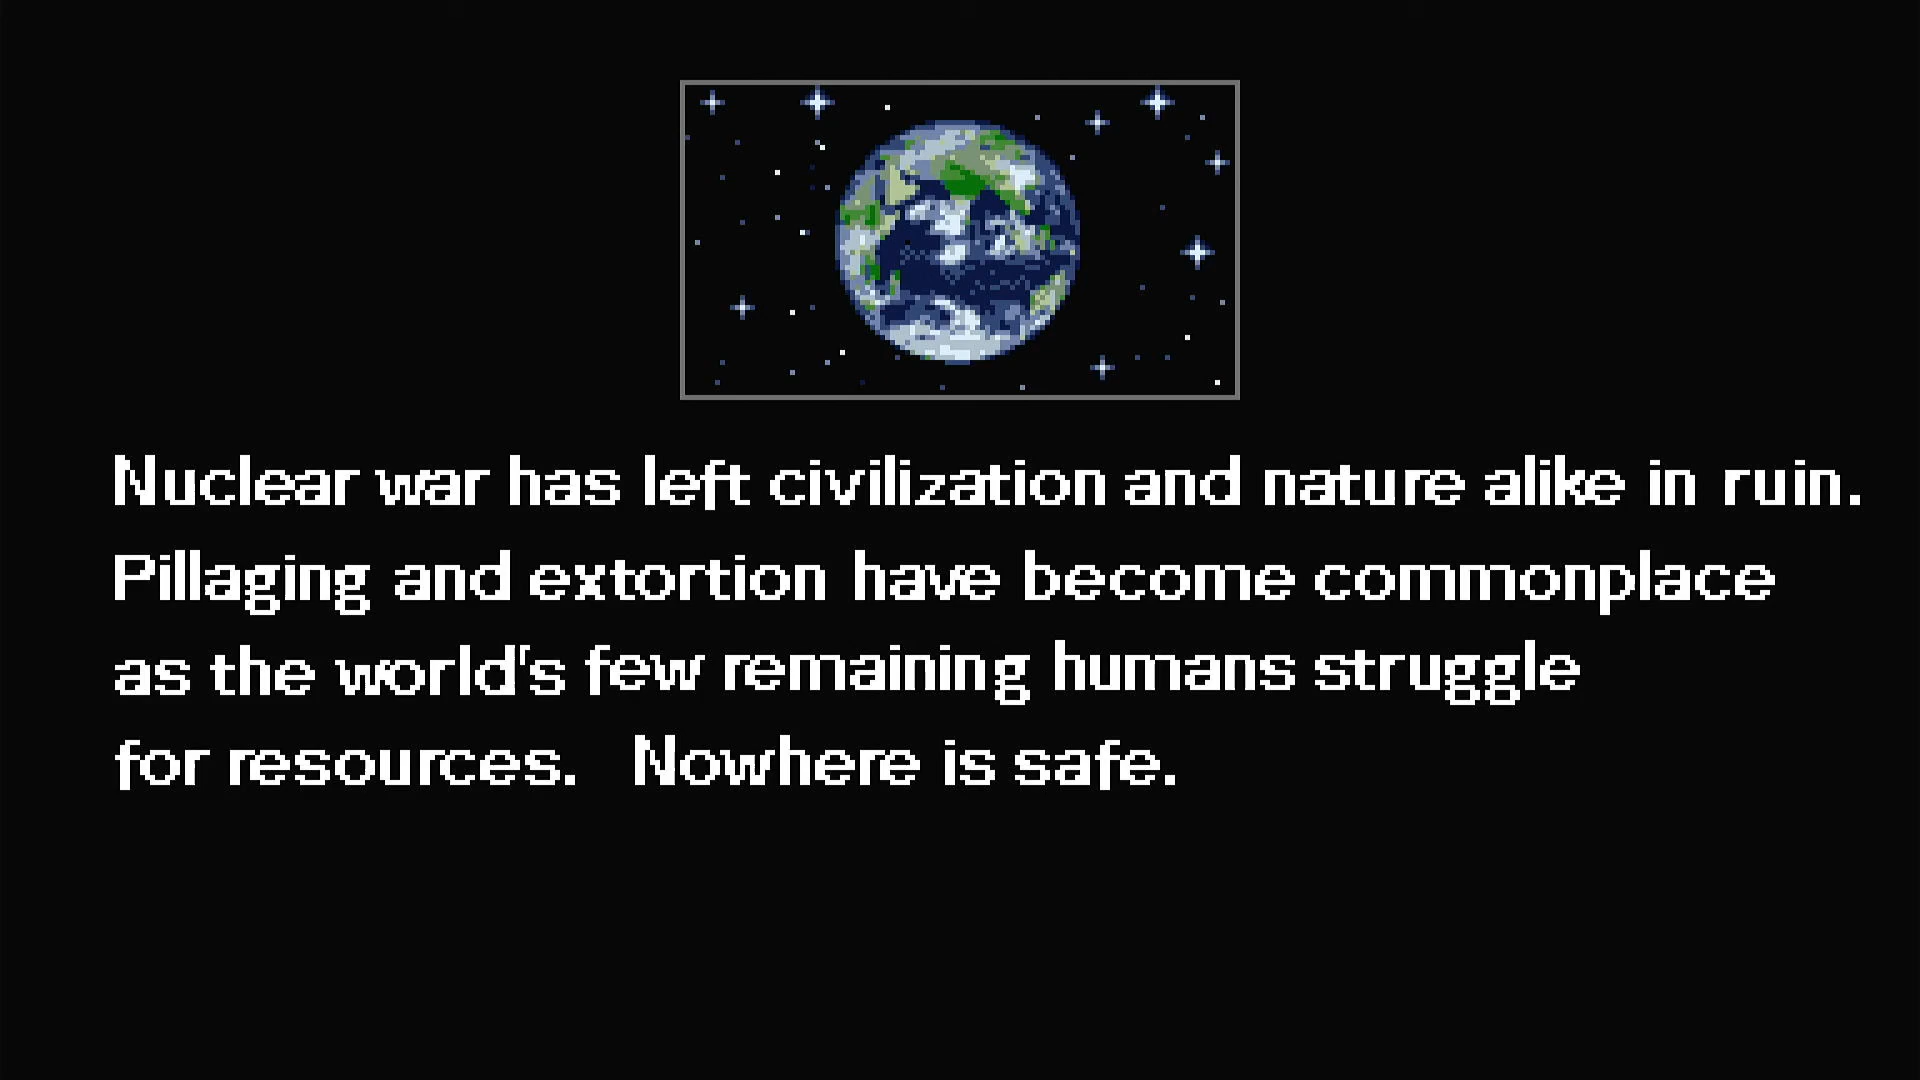 Nuclear war has left civilization and nature alike in ruin.
Pillaging and extortion have become commonplace
as the world's few remaining humans struggle
for resources.   Nowhere is safe.